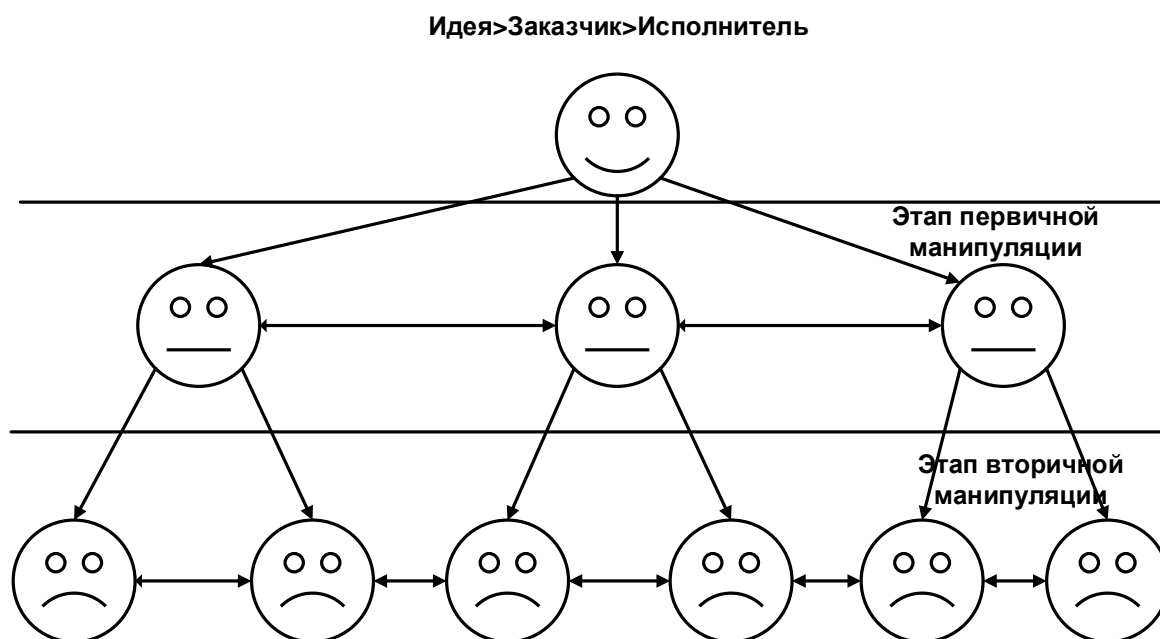 Идея>Заказчик>Исполнитель
Этап первичной
манипуляции
Этап вторичной
манипуляции